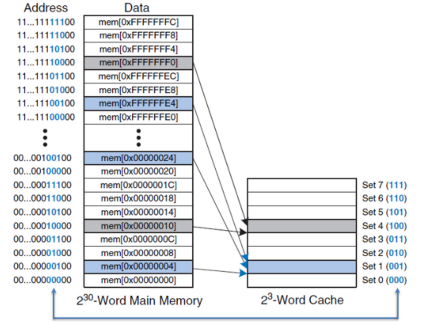 Address Data
11...11111100 mem[0xFFFFFFFC]
11...11111000 mem[0xFFFFFFF8]
11...11110100 mem[0xFFFFFFF4]
11...11110000 mem[0xFFFFFFF0]
11...11101100 mem[0xFFFFFFEC]
11...11101000 mem[0xFFFFFFE8]
11...11100100 mem[0xFFFFFFE4]
11...11100000 mem[0xFFFFFFE0]
00...00100100 mem[0x00000024]
00...00100000 mem[0x00000020]
00...00011100 mem[0x0000001C] Set 7 (111)
00...00011000 mem[0x00000018] Set 6 (110)
00...00010100 mem[0x00000014] Set 5 (101)
00...00010000 mem[0x00000010] Set 4 (100)
00...00001100 mem[0x0000000C] Set 3 (011)
00...00001000 mem[0x00000008] Set 2 (010)
00...00000100 mem[0x00000004] Set 1 (001)
00...00000000 mem[0x00000000] Set 0 (000)
2³⁰-Word Main Memory 2³-Word Cache